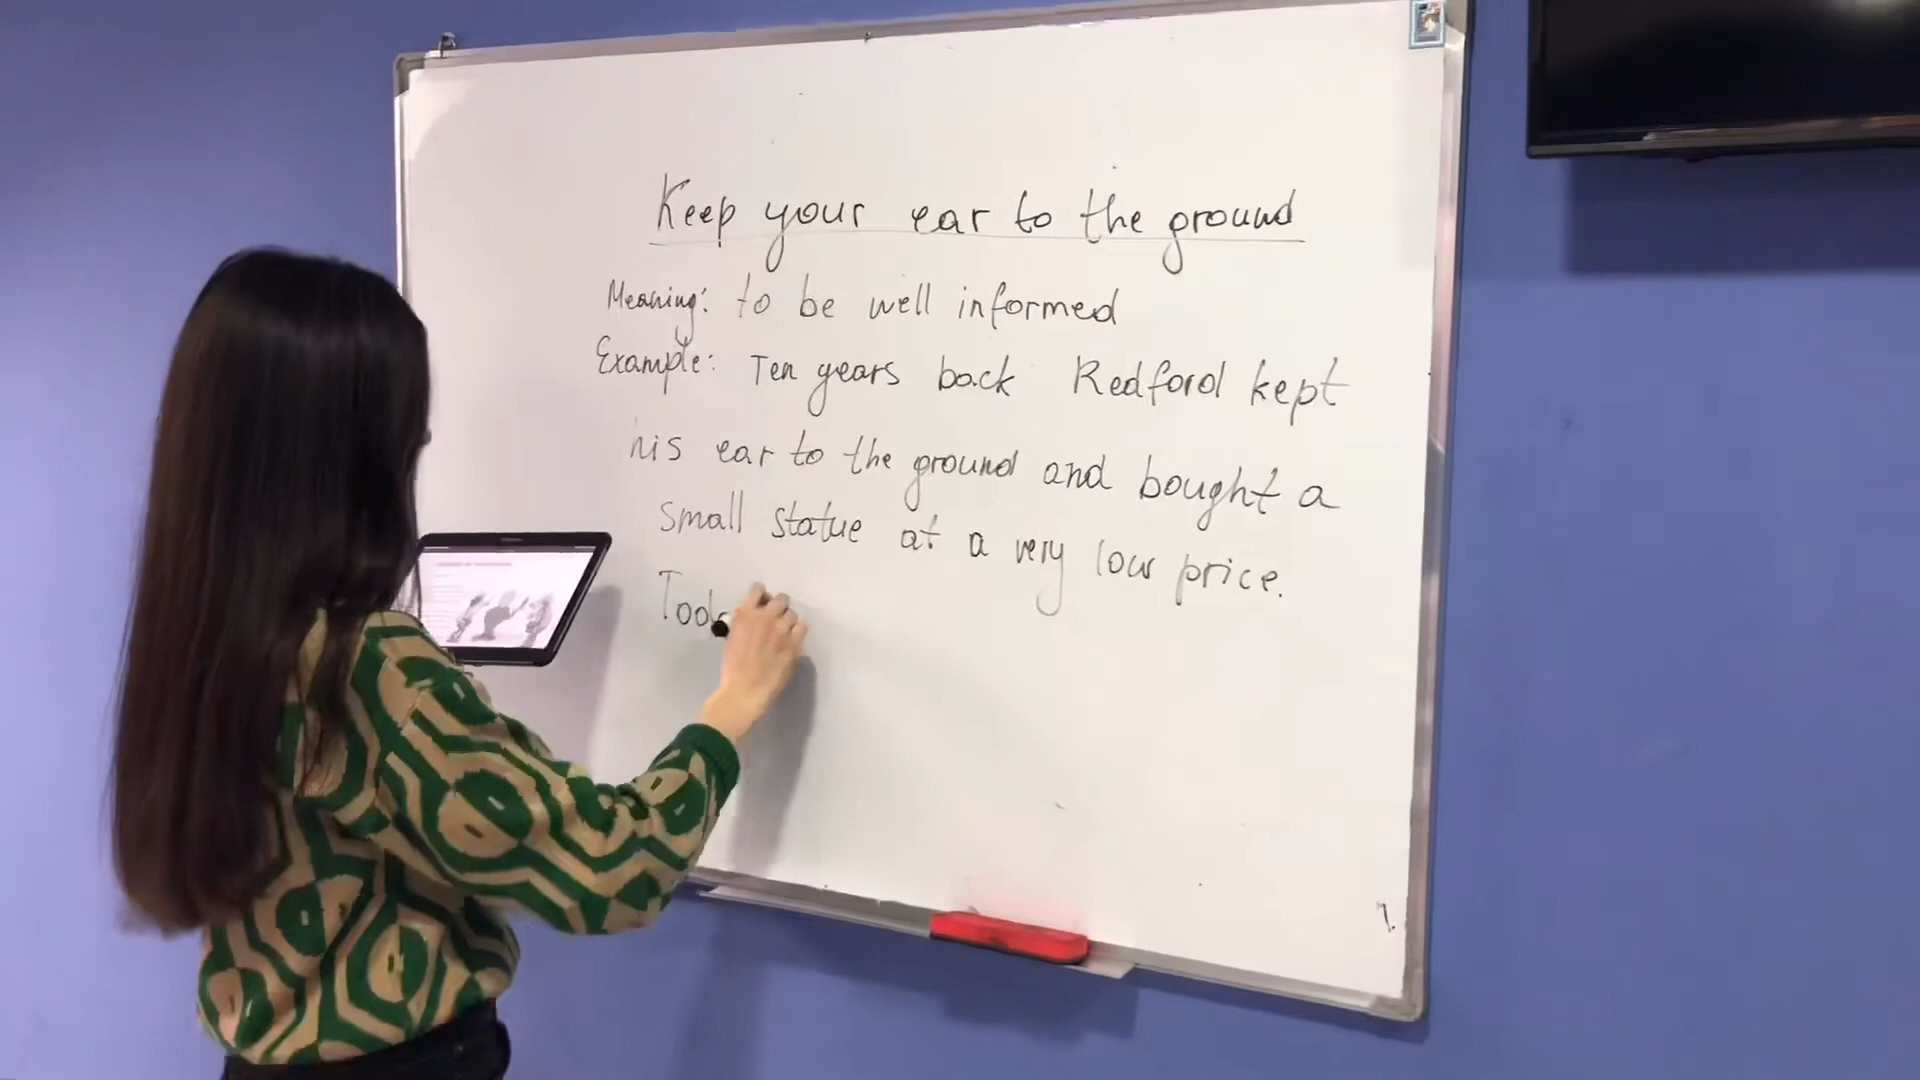 Keep your ear to the ground
Meaning: to be well informed
Example: Ten years back Redford kept
his ear to the ground and bought a
small statue at a very low price.